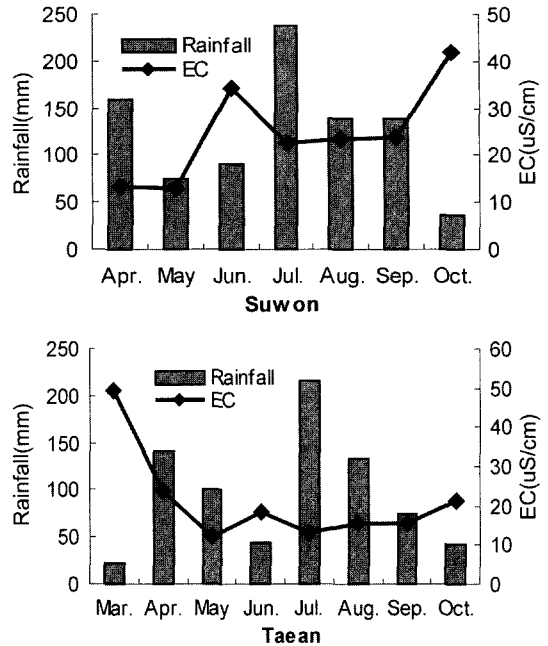 250
200
150
100
50
0
Rainfall(mm)
Rainfall
EC
50
40
30
20
10
0
EC(uS/cm)
Apr. May Jun. Jul. Aug. Sep. Oct.
Suwon
250
200
150
100
50
0
Rainfall(mm)
Rainfall
EC
60
50
40
30
20
10
0
EC(uS/cm)
Mar. Apr. May Jun. Jul. Aug. Sep. Oct.
Taean